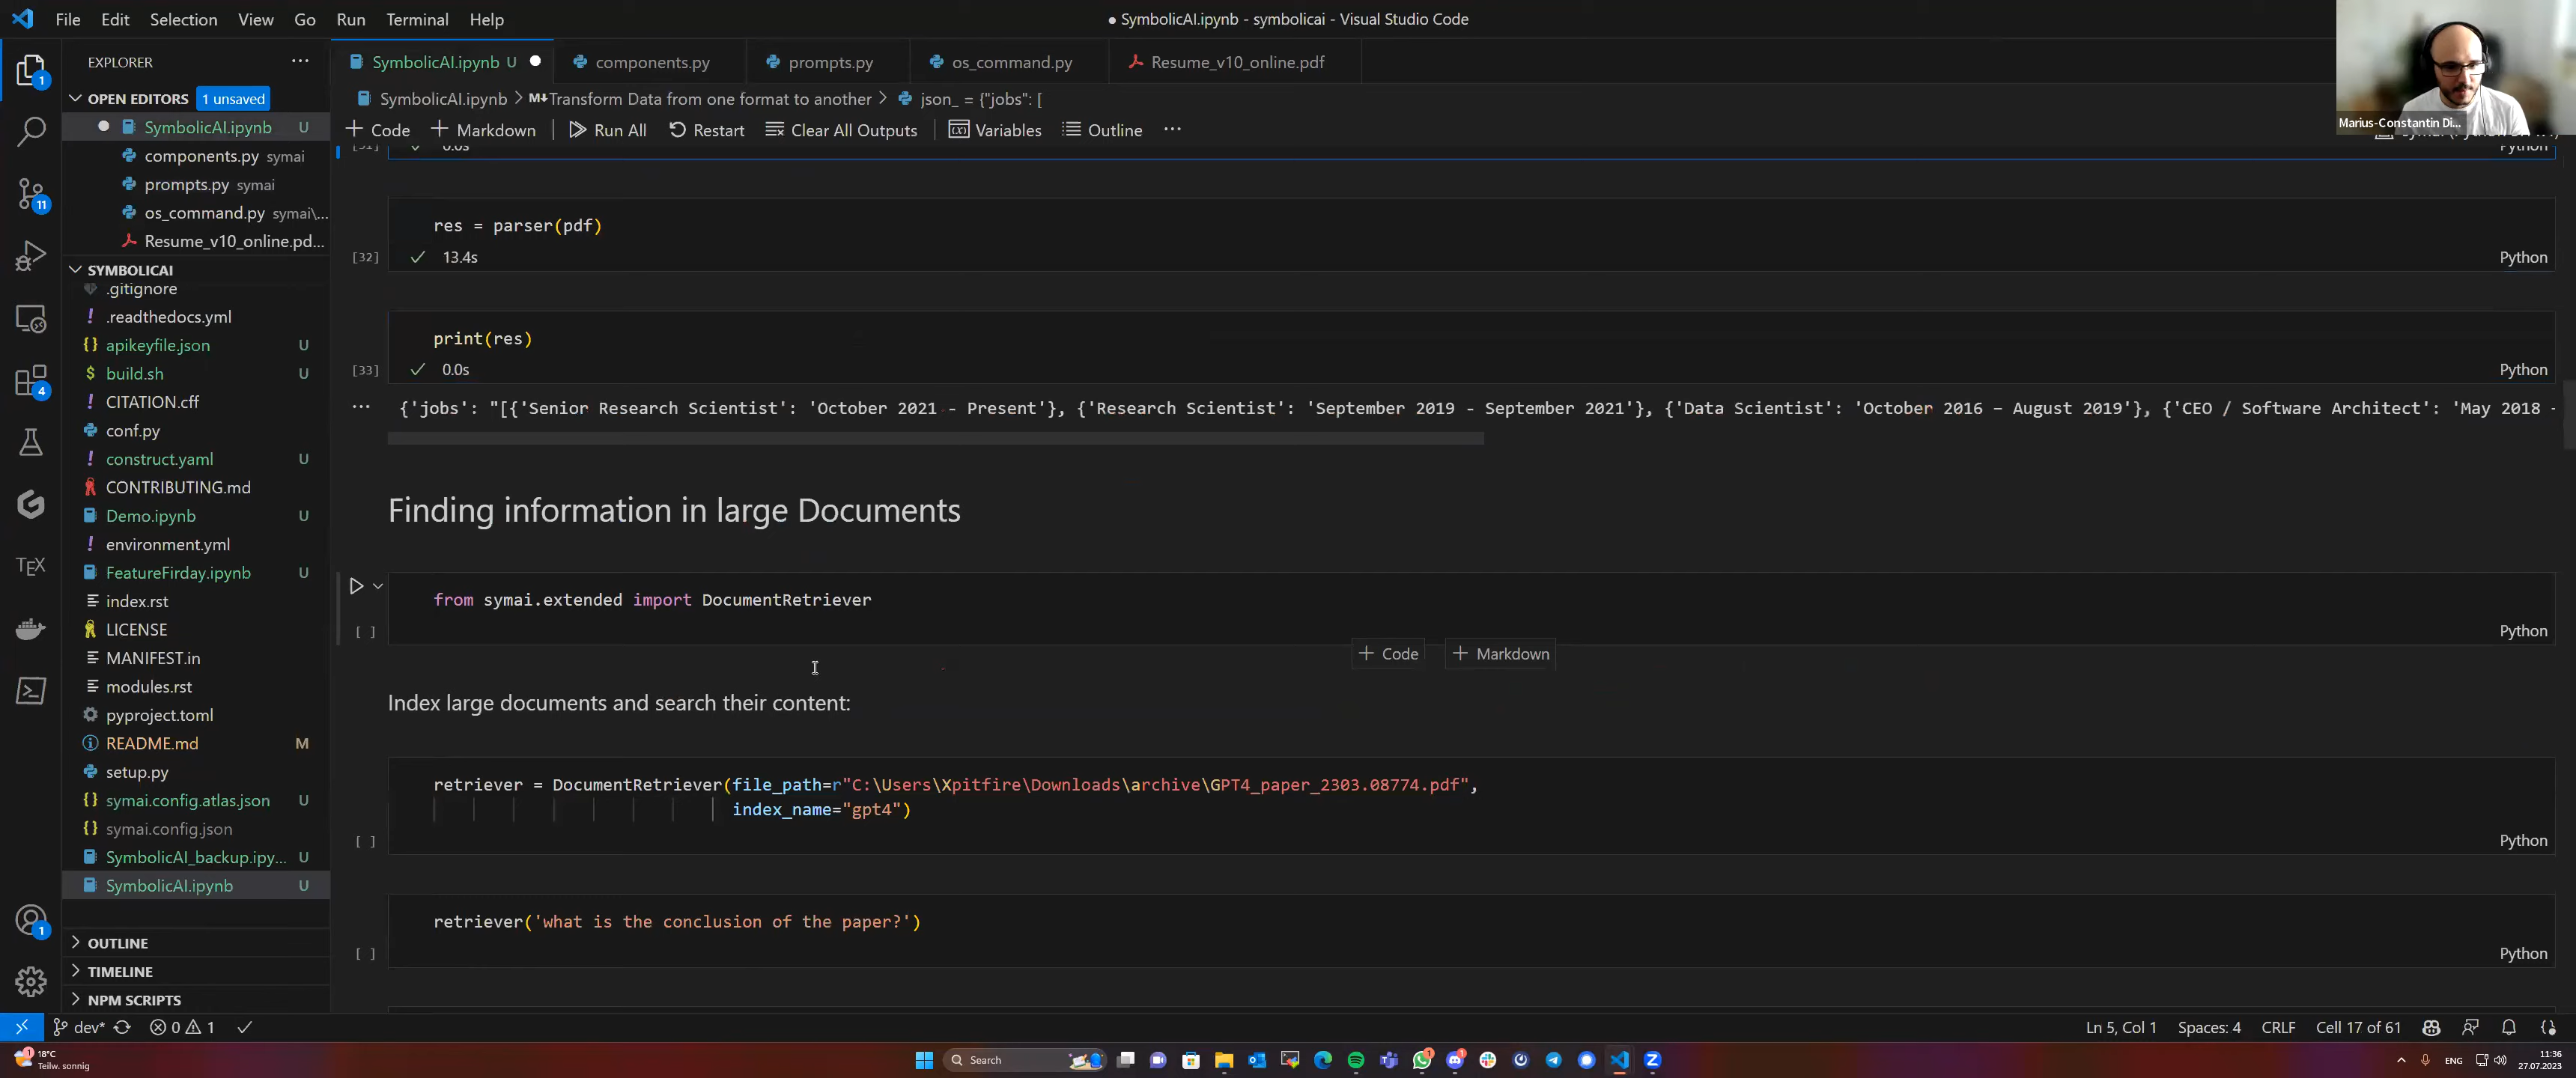 File Edit Selection View Go Run Terminal Help
● SymbolicAI.ipynb - symbolicai - Visual Studio Code
Marius-Constantin Di...
EXPLORER
OPEN EDITORS 1 unsaved
SymbolicAI.ipynb U
components.py symai
prompts.py symai
os_command.py symai\...
Resume_v10_online.pd...
SYMBOLICAI
.gitignore
.readthedocs.yml
apikeyfile.json U
build.sh U
CITATION.cff
conf.py
construct.yaml U
CONTRIBUTING.md
Demo.ipynb U
environment.yml
FeatureFirday.ipynb U
index.rst
LICENSE
MANIFEST.in
modules.rst
pyproject.toml
README.md M
setup.py
symai.config.atlas.json U
symai.config.json
SymbolicAI_backup.ipy... U
SymbolicAI.ipynb U
OUTLINE
TIMELINE
NPM SCRIPTS
1
11
4
TEX
1
SymbolicAI.ipynb U components.py prompts.py os_command.py Resume_v10_online.pdf
SymbolicAI.ipynb > M↓Transform Data from one format to another > json_ = {"jobs": [
+ Code + Markdown Run All Restart Clear All Outputs Variables Outline ...
[31] 0.0s Python
res = parser(pdf)
[32] 13.4s Python
print(res)
[33] 0.0s Python
... {'jobs': "[{'Senior Research Scientist': 'October 2021 - Present'}, {'Research Scientist': 'September 2019 - September 2021'}, {'Data Scientist': 'October 2016 – August 2019'}, {'CEO / Software Architect': 'May 2018 -
Finding information in large Documents
from symai.extended import DocumentRetriever
[ ] Python
+ Code + Markdown
Index large documents and search their content:
retriever = DocumentRetriever(file_path=r"C:\Users\Xpitfire\Downloads\archive\GPT4_paper_2303.08774.pdf",
index_name="gpt4")
[ ] Python
retriever('what is the conclusion of the paper?')
[ ] Python
dev* 0 1 Ln 5, Col 1 Spaces: 4 CRLF Cell 17 of 61
18°C
Teilw. sonnig
Search
ENG
11:36
27.07.2023